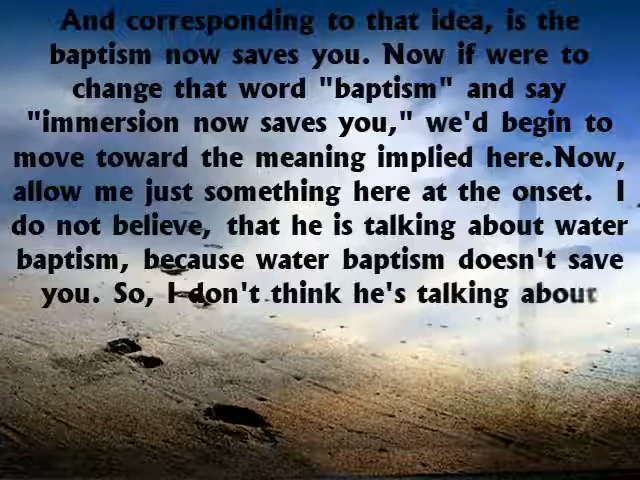 And corresponding to that idea, is the
baptism now saves you. Now if were to
change that word "baptism" and say
"immersion now saves you," we'd begin to
move toward the meaning implied here.Now,
allow me just something here at the onset. I
do not believe, that he is talking about water
baptism, because water baptism doesn't save
you. So, I don't think he's talking about